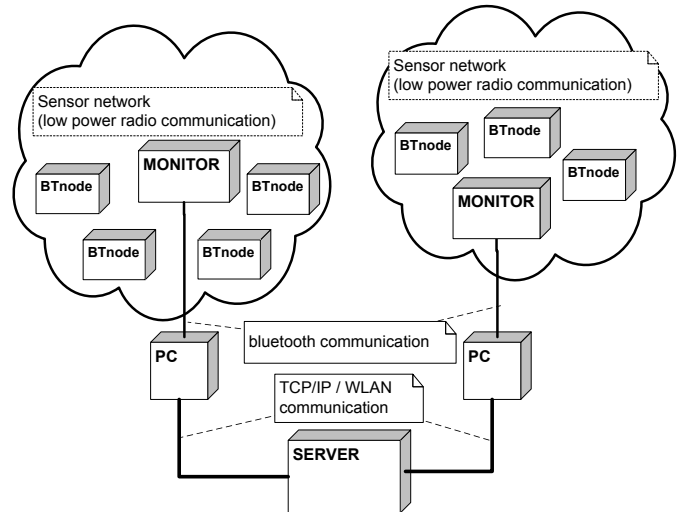 Sensor network
(low power radio communication)
MONITOR
BTnode
BTnode
BTnode
BTnode
Sensor network
(low power radio communication)
BTnode
BTnode
BTnode
MONITOR
bluetooth communication
PC
PC
TCP/IP / WLAN
communication
SERVER